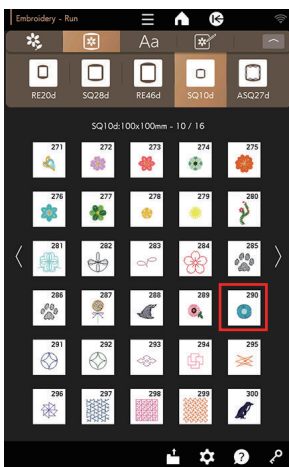 Embroidery - Run
Aa
RE20d SQ28d RE46d SQ10d ASQ27d
SQ10d:100x100mm - 10 / 16
271 272 273 274 275
276 277 278 279 280
281 282 283 284 285
286 287 288 289 290
291 292 293 294 295
296 297 298 299 300
?